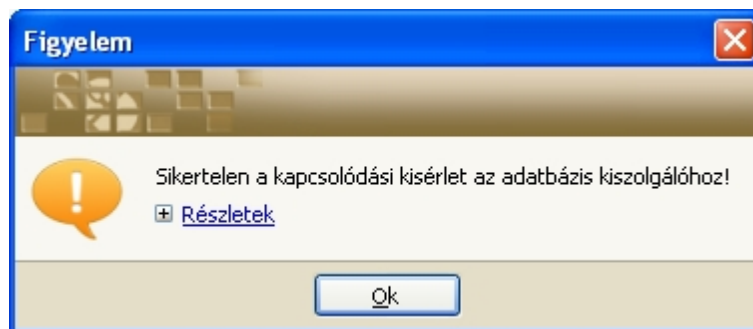 Figyelem
Sikertelen a kapcsolódási kisérlet az adatbázis kiszolgálóhoz!
Részletek
Ok